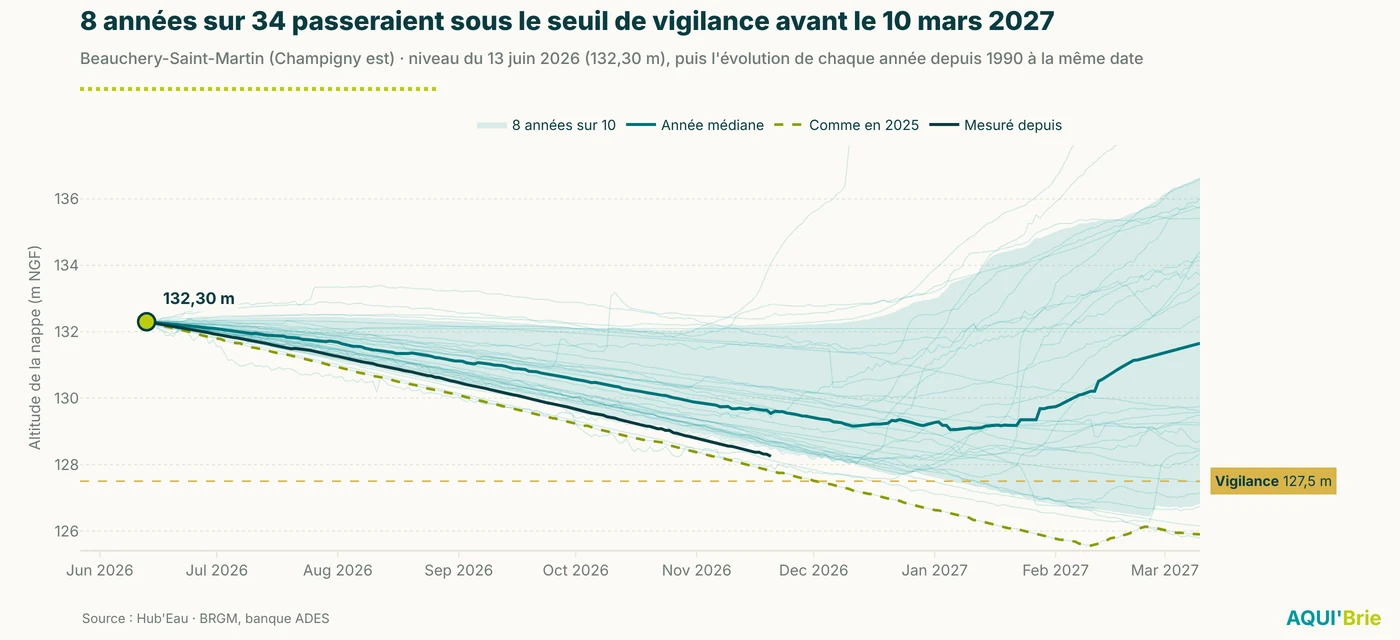 8 années sur 34 passeraient sous le seuil de vigilance avant le 10 mars 2027
Beauchery-Saint-Martin (Champigny est) · niveau du 13 juin 2026 (132,30 m), puis l'évolution de chaque année depuis 1990 à la même date
8 années sur 10 Année médiane Comme en 2025 Mesuré depuis
Altitude de la nappe (m NGF)
136
134
132,30 m
132
130
128
Vigilance 127,5 m
126
Jun 2026 Jul 2026 Aug 2026 Sep 2026 Oct 2026 Nov 2026 Dec 2026 Jan 2027 Feb 2027 Mar 2027
Source : Hub'Eau · BRGM, banque ADES
AQUI'Brie